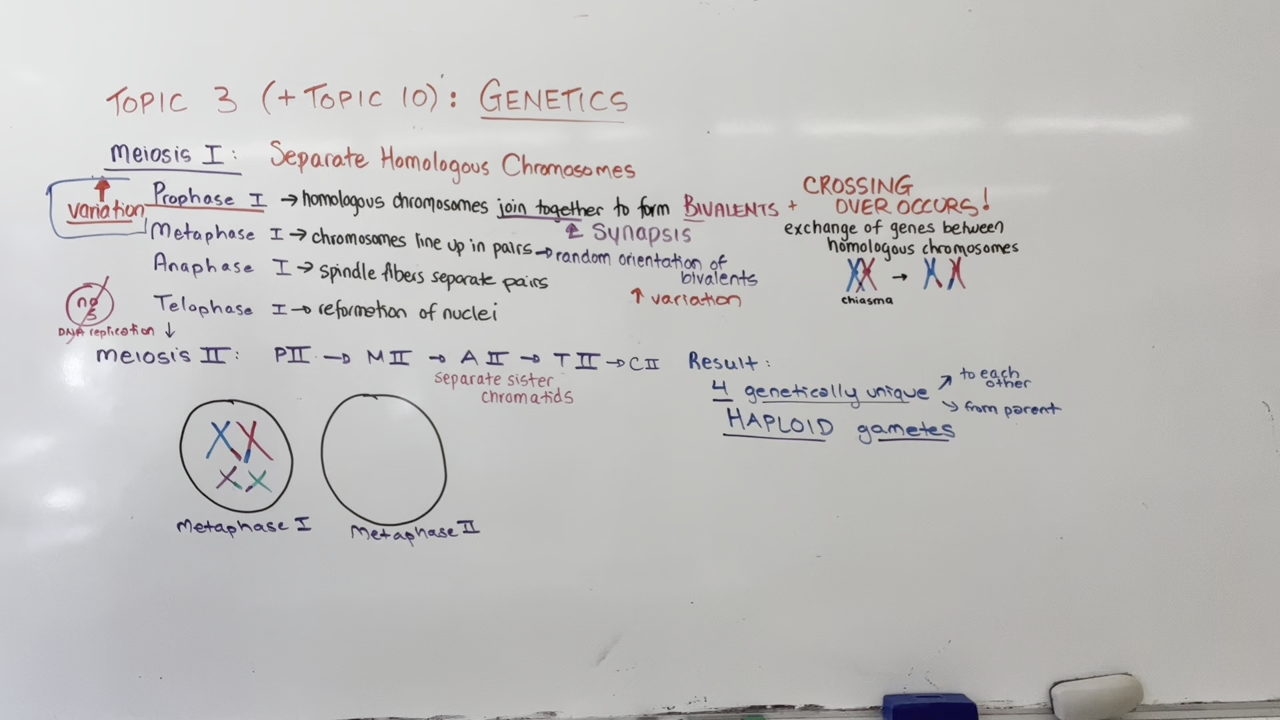 TOPIC 3 (+ TOPIC 10): GENETICS
Meiosis I: Separate Homologous Chromosomes
↑ variation
Prophase I → homologous chromosomes join together to form BIVALENTS +
↑ Synapsis
CROSSING
OVER OCCURS!
exchange of genes between
homologous chromosomes
→
chiasma
Metaphase I → chromosomes line up in pairs → random orientation of
bivalents
↑ variation
Anaphase I → spindle fibers separate pairs
Telophase I → reformation of nuclei
no
S
DNA replication ↓
meiosis II: PII → MII → AII → TII → CII
separate sister
chromatids
Result:
4 genetically unique
↗ to each
other
↘ from parent
HAPLOID gametes
Metaphase I
Metaphase II